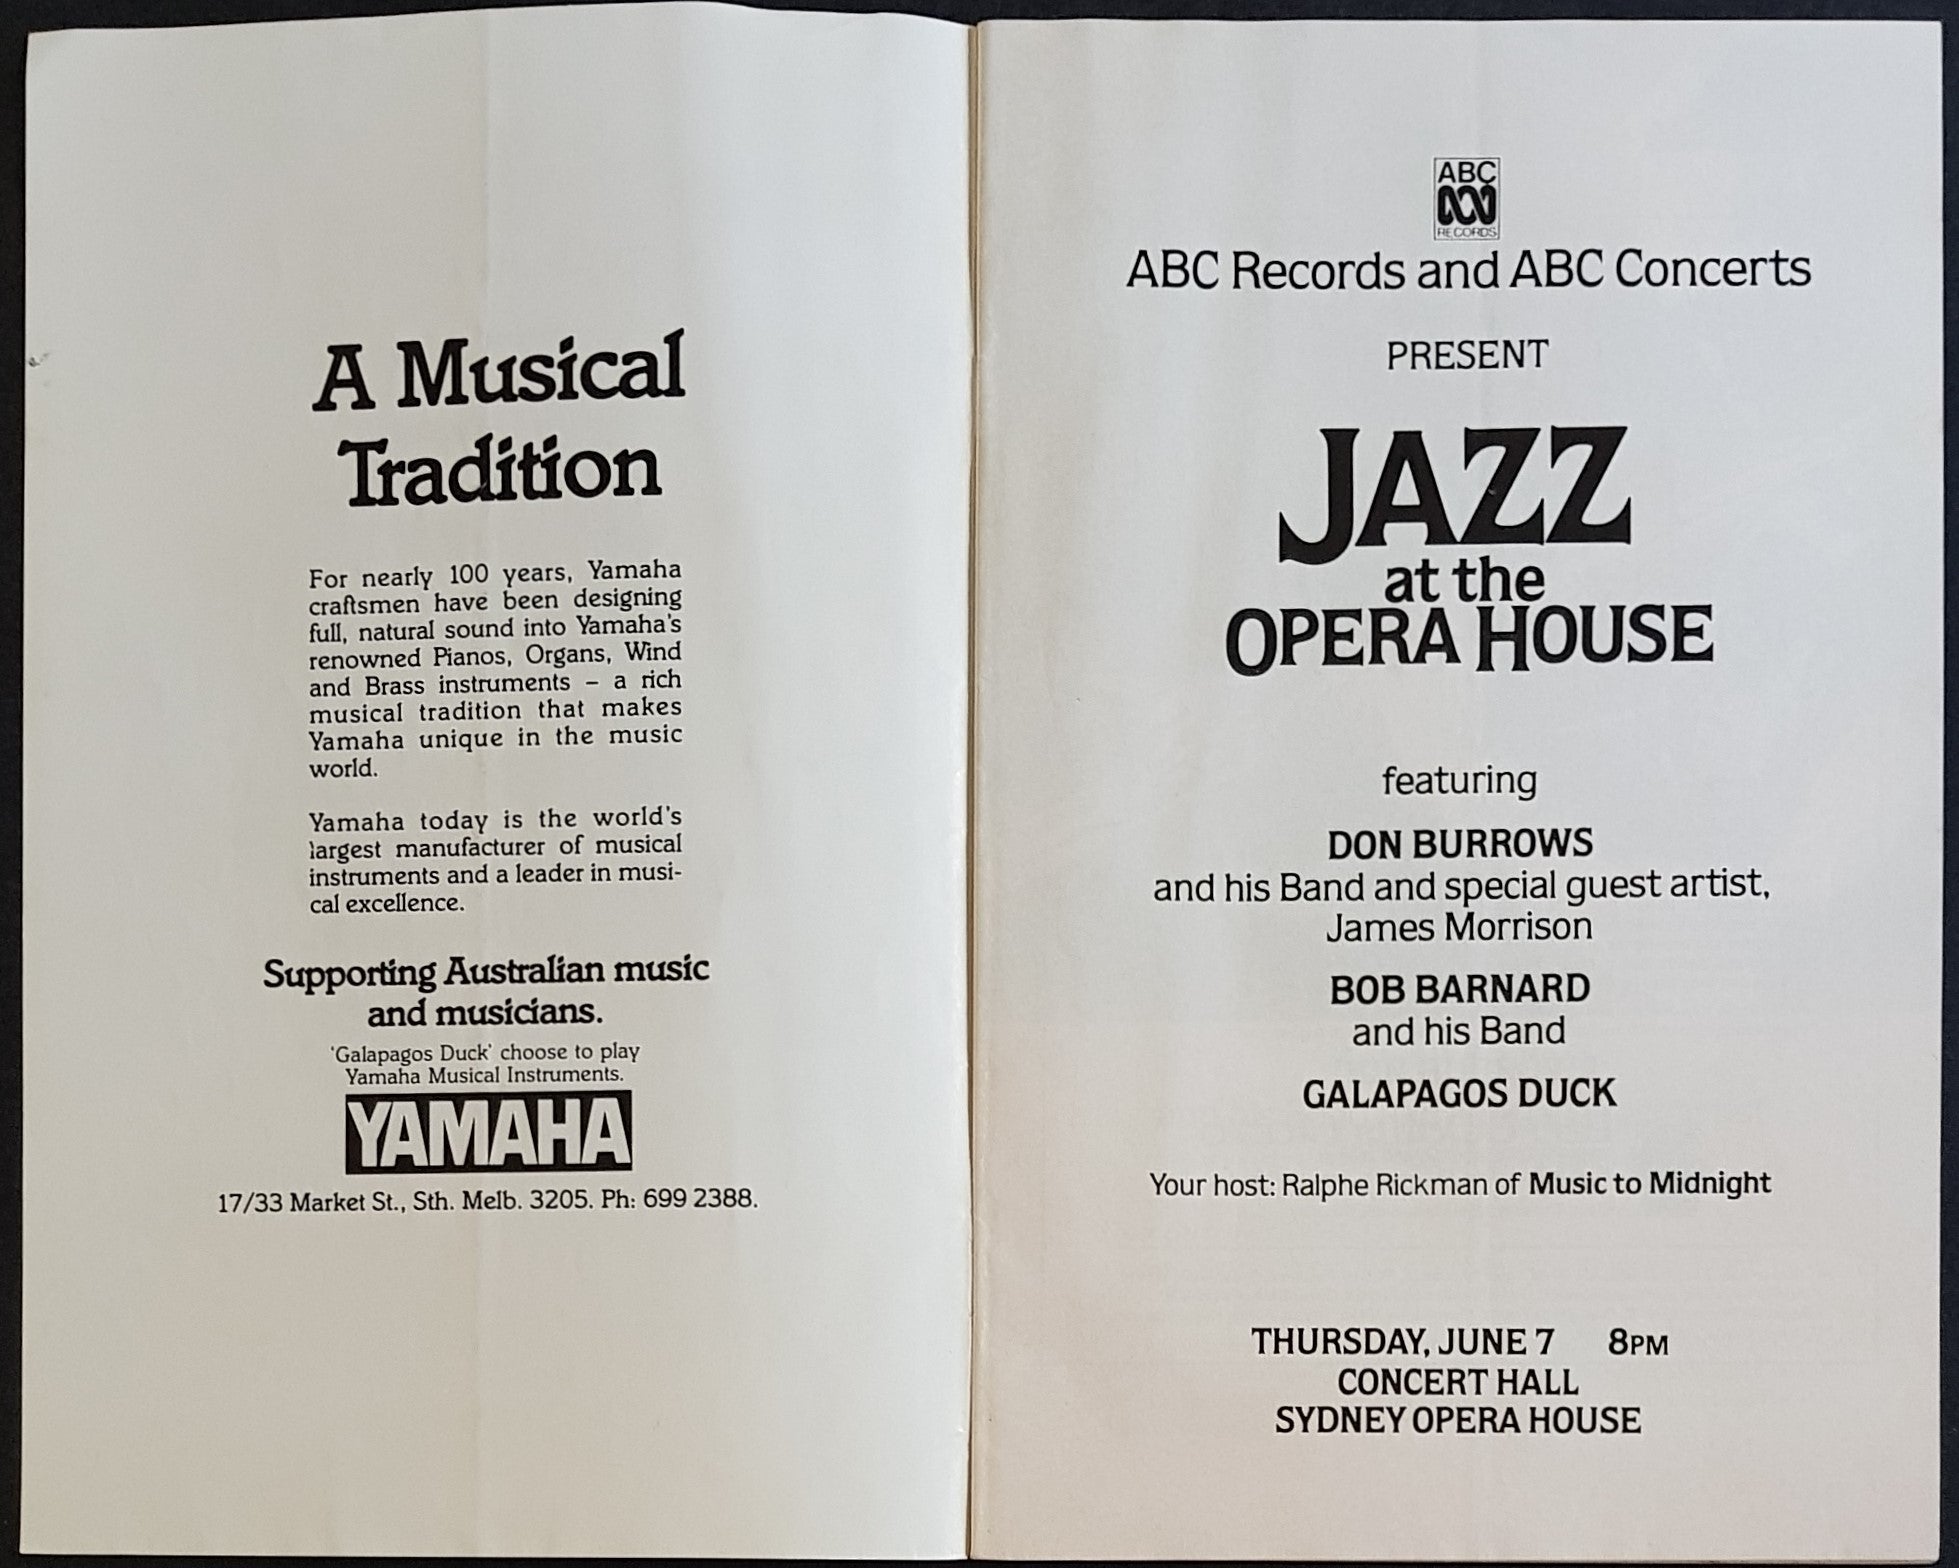 A Musical
Tradition
For nearly 100 years, Yamaha
craftsmen have been designing
full, natural sound into Yamaha's
renowned Pianos, Organs, Wind
and Brass instruments – a rich
musical tradition that makes
Yamaha unique in the music
world.
Yamaha today is the world's
largest manufacturer of musical
instruments and a leader in musi-
cal excellence.
Supporting Australian music
and musicians.
'Galapagos Duck' choose to play
Yamaha Musical Instruments.
YAMAHA
17/33 Market St., Sth. Melb. 3205. Ph: 699 2388.
ABC
RECORDS
ABC Records and ABC Concerts
PRESENT
JAZZ
at the
OPERA HOUSE
featuring
DON BURROWS
and his Band and special guest artist,
James Morrison
BOB BARNARD
and his Band
GALAPAGOS DUCK
Your host: Ralphe Rickman of Music to Midnight
THURSDAY, JUNE 7 8PM
CONCERT HALL
SYDNEY OPERA HOUSE